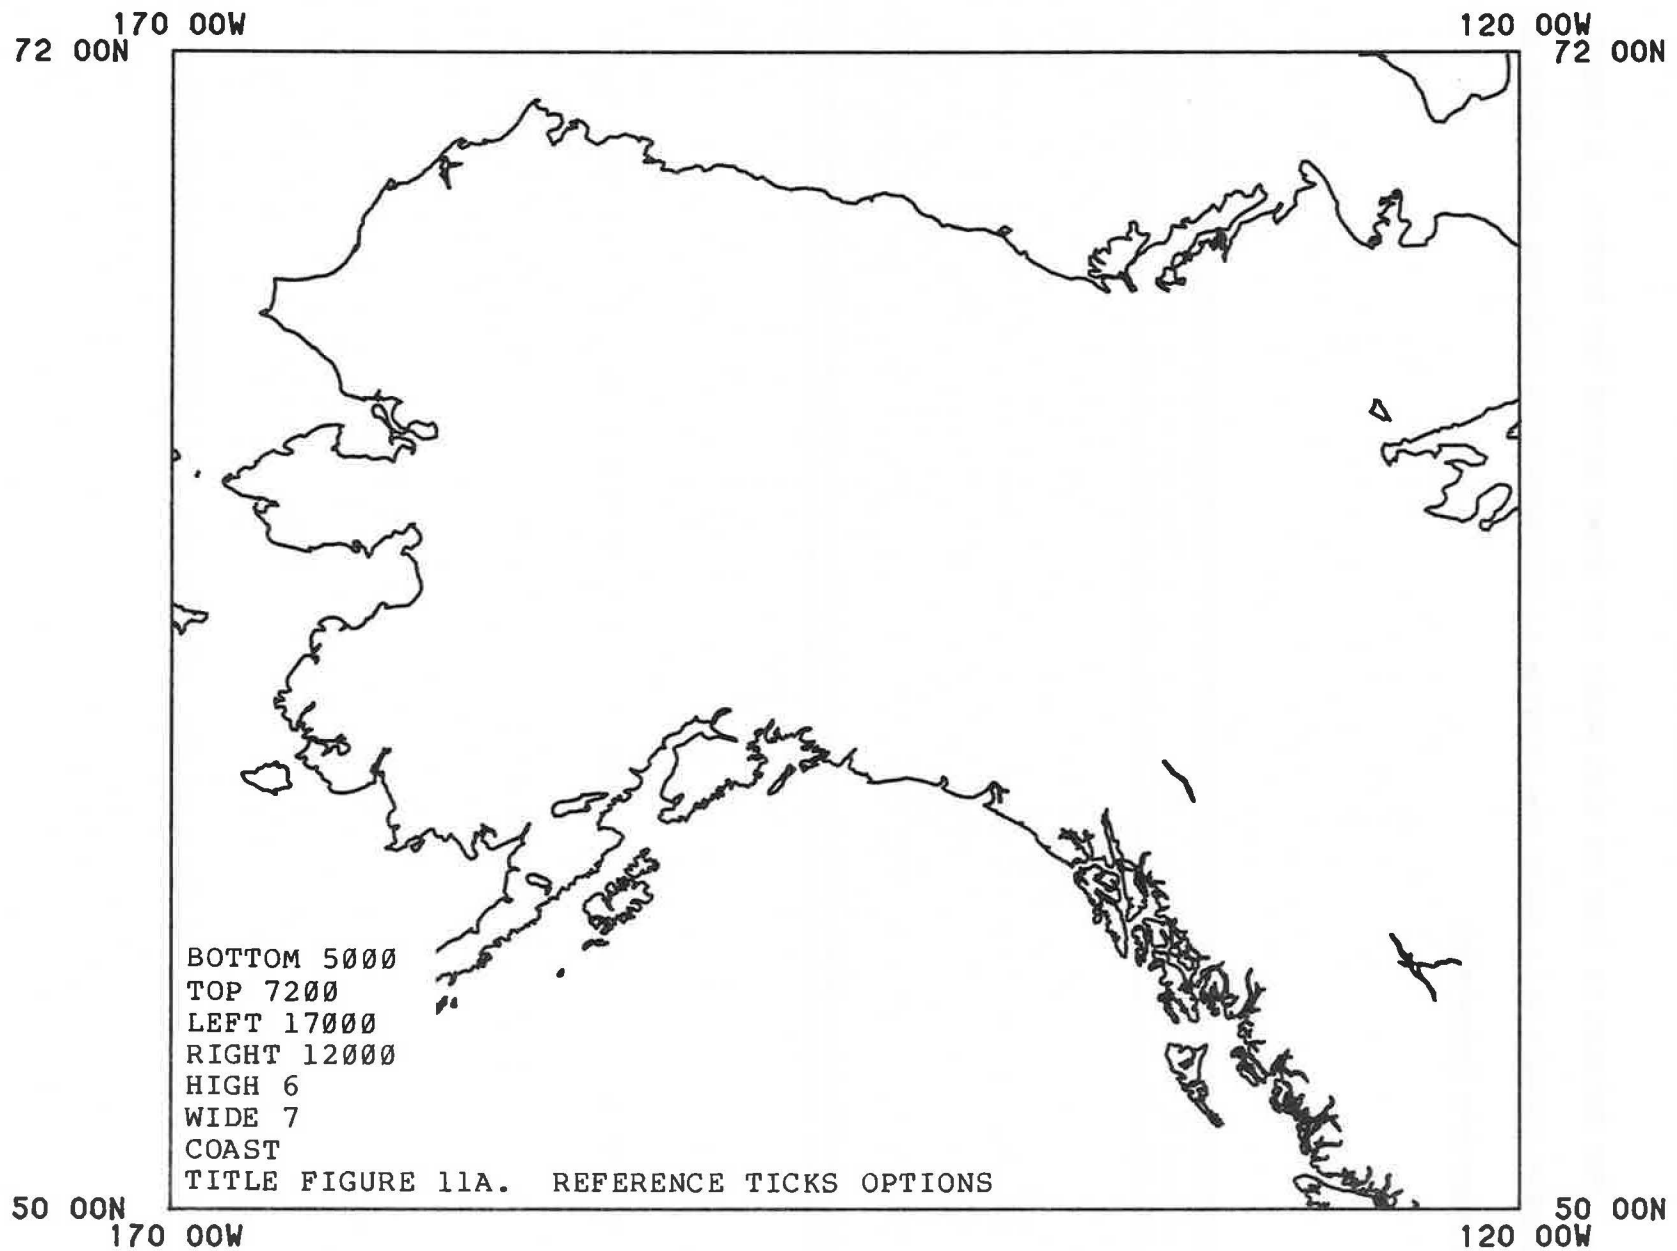 170 00W
120 00W
72 00N
72 00N
BOTTOM 5000
TOP 7200
LEFT 17000
RIGHT 12000
HIGH 6
WIDE 7
COAST
TITLE FIGURE 11A. REFERENCE TICKS OPTIONS
50 00N
50 00N
170 00W
120 00W